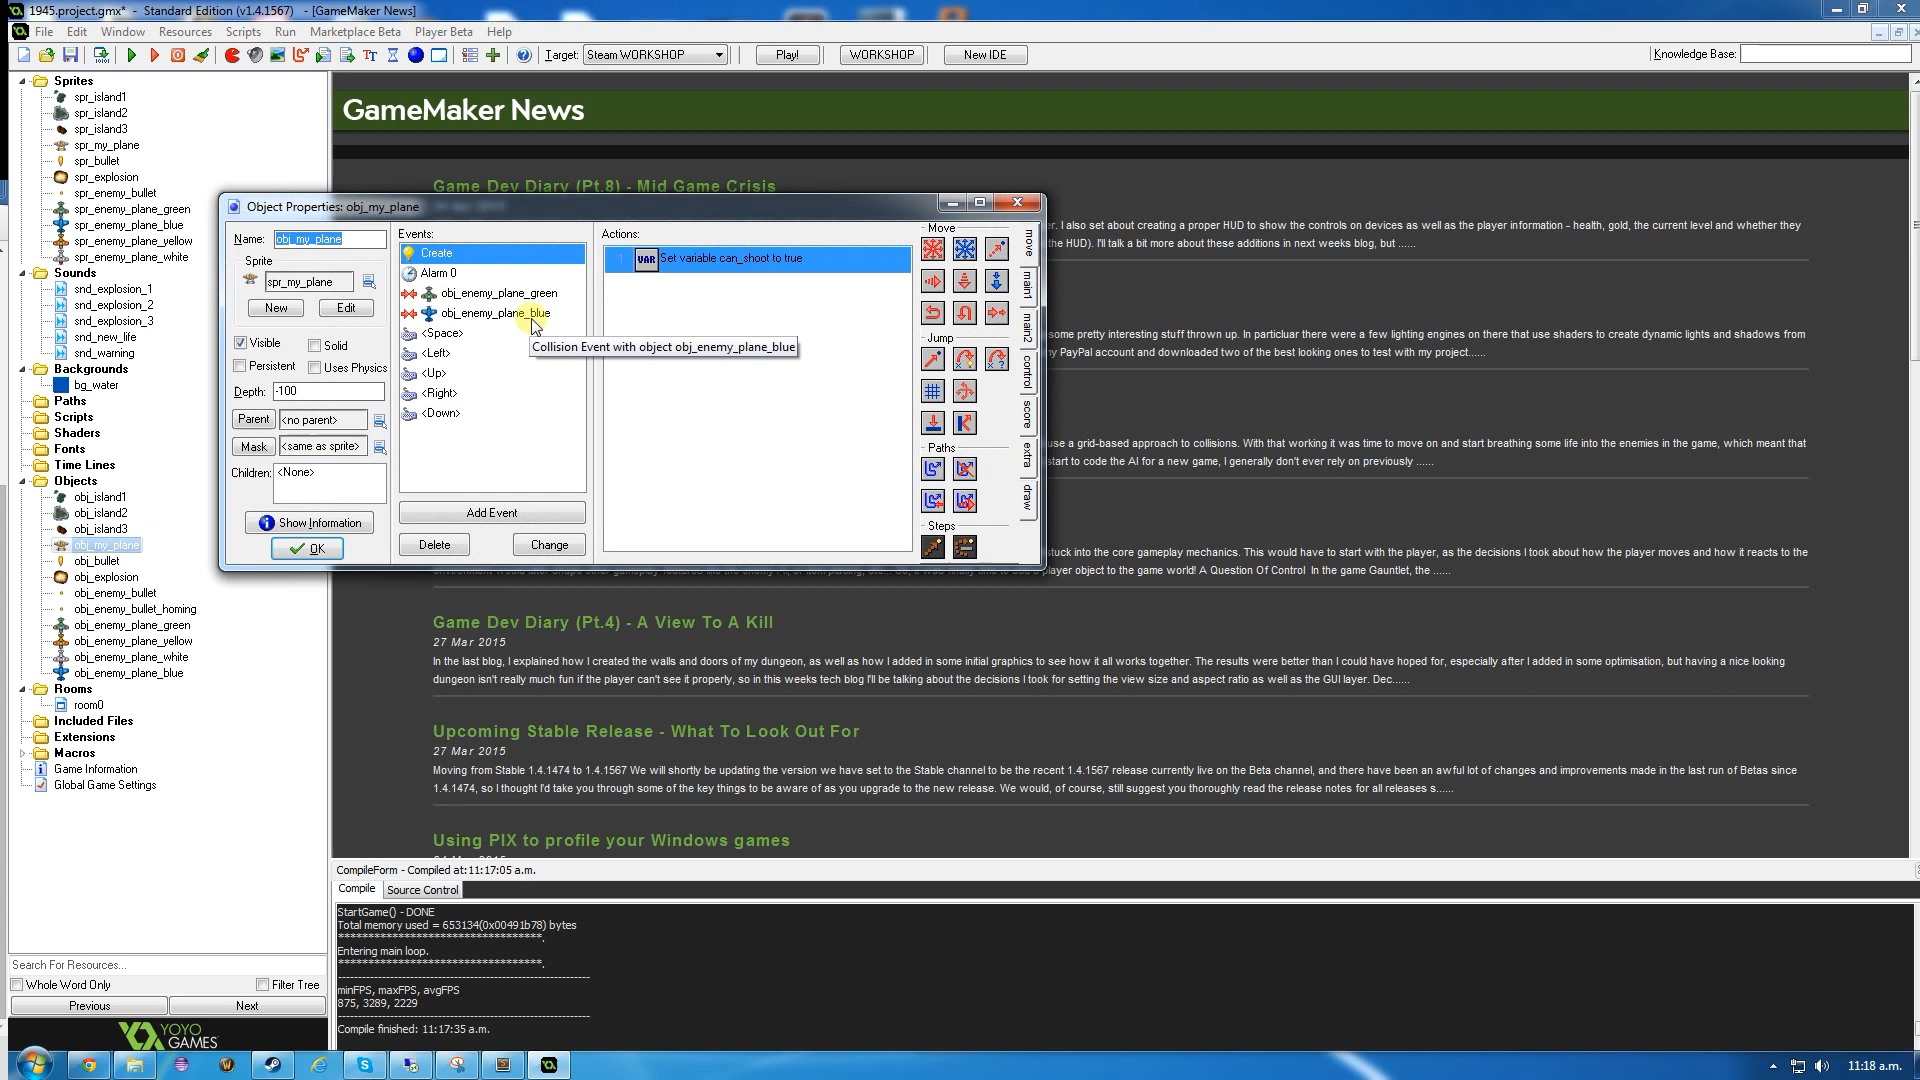 1945.project.gmx* - Standard Edition (v1.4.1567) - [GameMaker News]
File Edit Window Resources Scripts Run Marketplace Beta Player Beta Help
Target: Steam WORKSHOP Play! WORKSHOP New IDE Knowledge Base:
Sprites
spr_island1
spr_island2
spr_island3
spr_my_plane
spr_bullet
spr_explosion
spr_enemy_bullet
spr_enemy_plane_green
spr_enemy_plane_blue
spr_enemy_plane_yellow
spr_enemy_plane_white
Sounds
snd_explosion_1
snd_explosion_2
snd_explosion_3
snd_new_life
snd_warning
Backgrounds
bg_water
Paths
Scripts
Shaders
Fonts
Time Lines
Objects
obj_island1
obj_island2
obj_island3
obj_my_plane
obj_bullet
obj_explosion
obj_enemy_bullet
obj_enemy_bullet_homing
obj_enemy_plane_green
obj_enemy_plane_yellow
obj_enemy_plane_white
obj_enemy_plane_blue
Rooms
room0
Included Files
Extensions
Macros
Game Information
Global Game Settings
Search For Resources...
Whole Word Only Filter Tree
Previous Next
YOYO
GAMES
GameMaker News
Game Dev Diary (Pt.8) - Mid Game Crisis
. I also set about creating a proper HUD to show the controls on devices as well as the player information - health, gold, the current level and whether they
the HUD). I'll talk a bit more about these additions in next weeks blog, but ......
some pretty interesting stuff thrown up. In particluar there were a few lighting engines on there that use shaders to create dynamic lights and shadows from
my PayPal account and downloaded two of the best looking ones to test with my project......
use a grid-based approach to collisions. With that working it was time to move on and start breathing some life into the enemies in the game, which meant that
start to code the AI for a new game, I generally don't ever rely on previously ......
stuck into the core gameplay mechanics. This would have to start with the player, as the decisions I took about how the player moves and how it reacts to the
player object to the game world! A Question Of Control In the game Gauntlet, the ......
Game Dev Diary (Pt.4) - A View To A Kill
27 Mar 2015
In the last blog, I explained how I created the walls and doors of my dungeon, as well as how I added in some initial graphics to see how it all works together. The results were better than I could have hoped for, especially after I added in some optimisation, but having a nice looking
dungeon isn't really much fun if the player can't see it properly, so in this weeks tech blog I'll be talking about the decisions I took for setting the view size and aspect ratio as well as the GUI layer. Dec......
Upcoming Stable Release - What To Look Out For
27 Mar 2015
Moving from Stable 1.4.1474 to 1.4.1567 We will shortly be updating the version we have set to the Stable channel to be the recent 1.4.1567 release currently live on the Beta channel, and there have been an awful lot of changes and improvements made in the last run of Betas since
1.4.1474, so I thought I'd take you through some of the key things to be aware of as you upgrade to the new release. We would, of course, still suggest you thoroughly read the release notes for all releases s......
Using PIX to profile your Windows games
Object Properties: obj_my_plane
Name: obj_my_plane
Sprite
spr_my_plane
New Edit
Visible Solid
Persistent Uses Physics
Depth: -100
Parent <no parent>
Mask <same as sprite>
Children: <None>
Show Information
OK
Events:
Create
Alarm 0
obj_enemy_plane_green
obj_enemy_plane_blue
<Space>
<Left>
<Up>
<Right>
<Down>
Collision Event with object obj_enemy_plane_blue
Add Event
Delete Change
Actions:
1 VAR Set variable can_shoot to true
Move
Jump
Paths
Steps
move
main1
main2
control
score
extra
draw
CompileForm - Compiled at:11:17:05 a.m.
Compile Source Control
StartGame() - DONE
Total memory used = 653134(0x00491b78) bytes
**********************************.
Entering main loop.
**********************************.
minFPS, maxFPS, avgFPS
875, 3289, 2229
Compile finished: 11:17:35 a.m.
11:18 a.m.